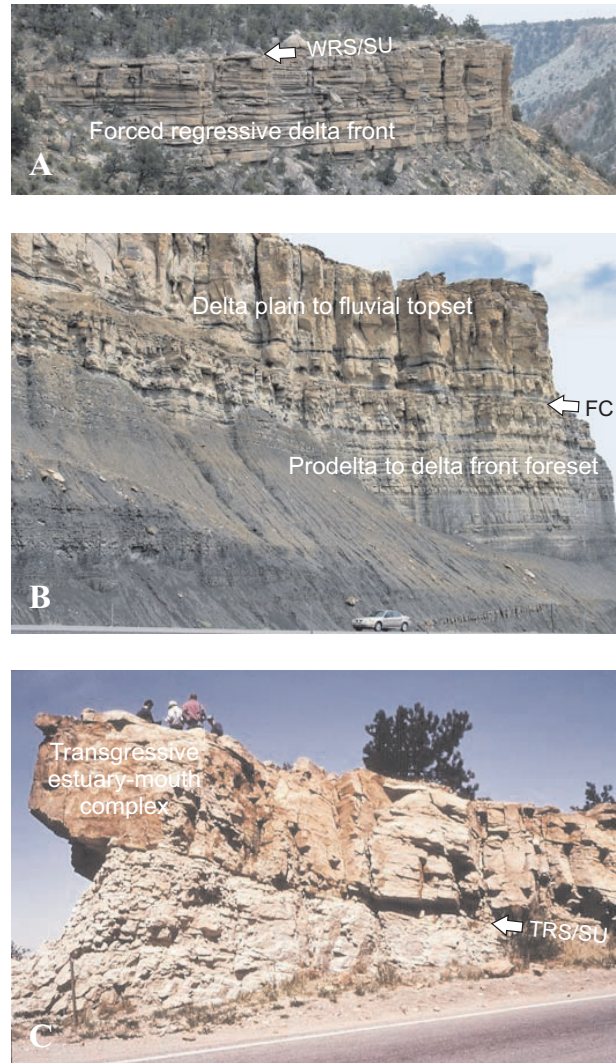 WRS/SU
Forced regressive delta front
A
Delta plain to fluvial topset
FC
Prodelta to delta front foreset
B
Transgressive
estuary-mouth
complex
TRS/SU
C